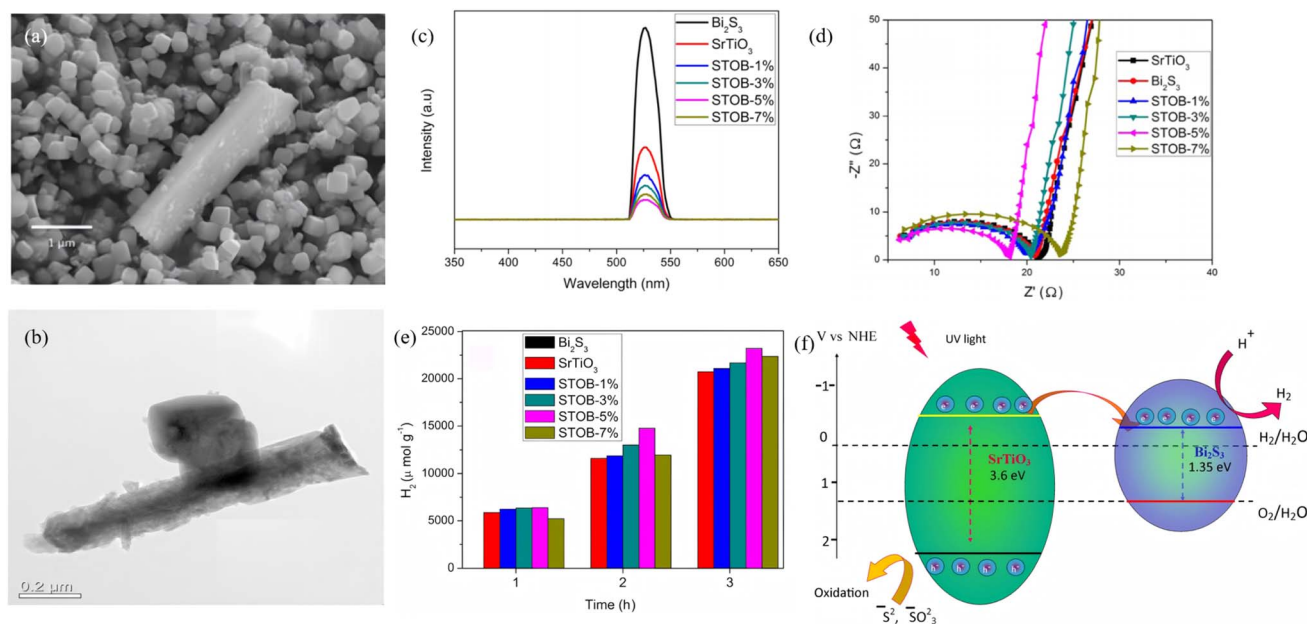 (a)
1 μm
(b)
0.2 μm
(c)
Intensity (a.u)
Bi₂S₃
SrTiO₃
STOB-1%
STOB-3%
STOB-5%
STOB-7%
350 400 450 500 550 600 650
Wavelength (nm)
(d)
-Z'' (Ω)
50
40
30
20
10
0
SrTiO₃
Bi₂S₃
STOB-1%
STOB-3%
STOB-5%
STOB-7%
10 20 30 40
Z' (Ω)
(e)
H₂ (μ mol g⁻¹)
25000
20000
15000
10000
5000
0
Bi₂S₃
SrTiO₃
STOB-1%
STOB-3%
STOB-5%
STOB-7%
1 2 3
Time (h)
(f)
V vs NHE
UV light
-1
0
1
2
H⁺
H₂
H₂/H₂O
SrTiO₃
3.6 eV
Bi₂S₃
1.35 eV
O₂/H₂O
h⁺ h⁺ h⁺ h⁺
Oxidation
S̄², S̄O²₃